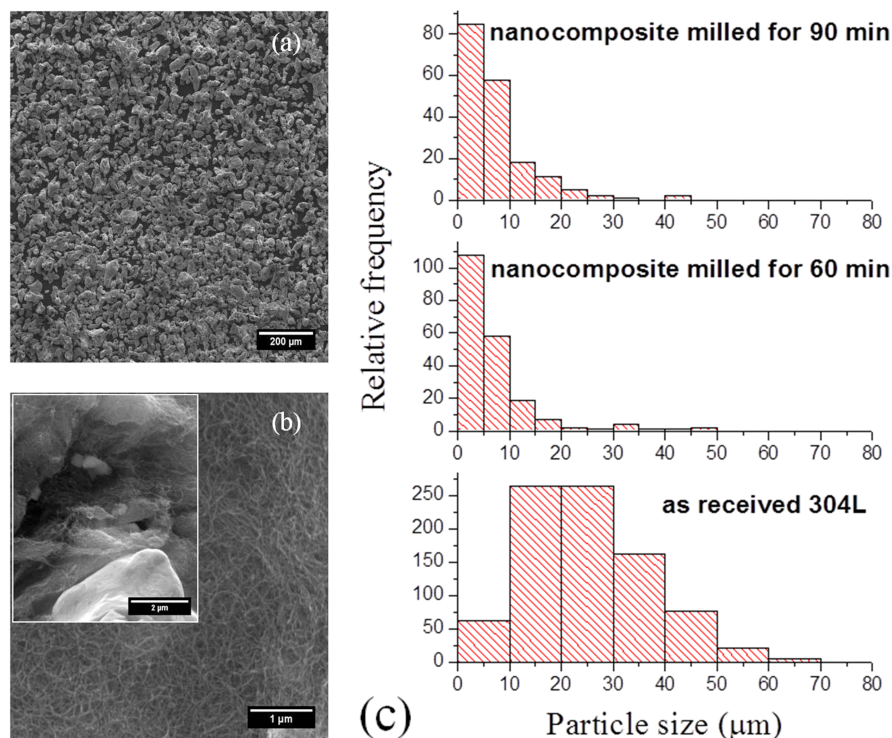 (a)
200 µm
(b)
2 µm
1 µm
(c)
Relative frequency
nanocomposite milled for 90 min
80
60
40
20
0
0 10 20 30 40 50 60 70 80
nanocomposite milled for 60 min
100
80
60
40
20
0
0 10 20 30 40 50 60 70 80
as received 304L
250
200
150
100
50
0
0 10 20 30 40 50 60 70 80
Particle size (µm)